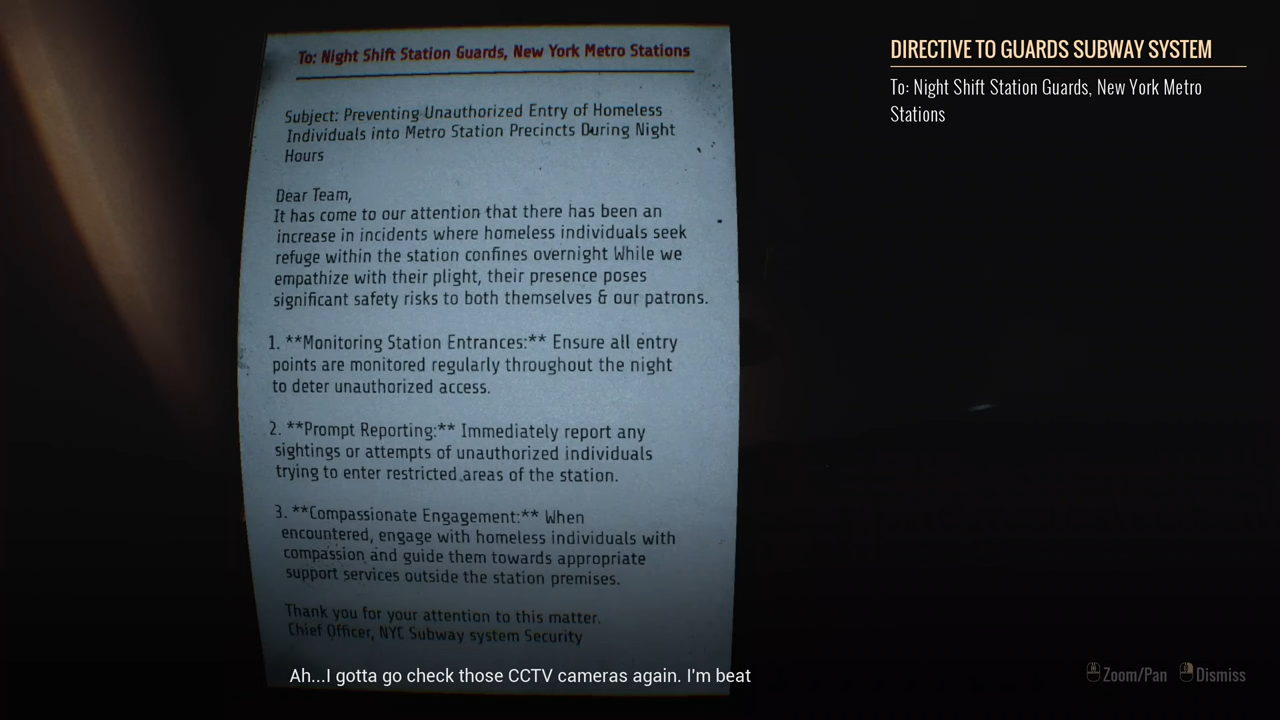 To: Night Shift Station Guards, New York Metro Stations
Subject: Preventing Unauthorized Entry of Homeless
Individuals into Metro Station Precincts During Night
Hours
Dear Team,
It has come to our attention that there has been an
increase in incidents where homeless individuals seek
refuge within the station confines overnight While we
empathize with their plight, their presence poses
significant safety risks to both themselves & our patrons.
1. **Monitoring Station Entrances:** Ensure all entry
points are monitored regularly throughout the night
to deter unauthorized access.
2. **Prompt Reporting:** Immediately report any
sightings or attempts of unauthorized individuals
trying to enter restricted areas of the station.
3. **Compassionate Engagement:** When
encountered, engage with homeless individuals with
compassion and guide them towards appropriate
support services outside the station premises.
Thank you for your attention to this matter.
Chief Officer, NYC Subway system Security
Ah...I gotta go check those CCTV cameras again. I'm beat
DIRECTIVE TO GUARDS SUBWAY SYSTEM
To: Night Shift Station Guards, New York Metro
Stations
Zoom/Pan
Dismiss